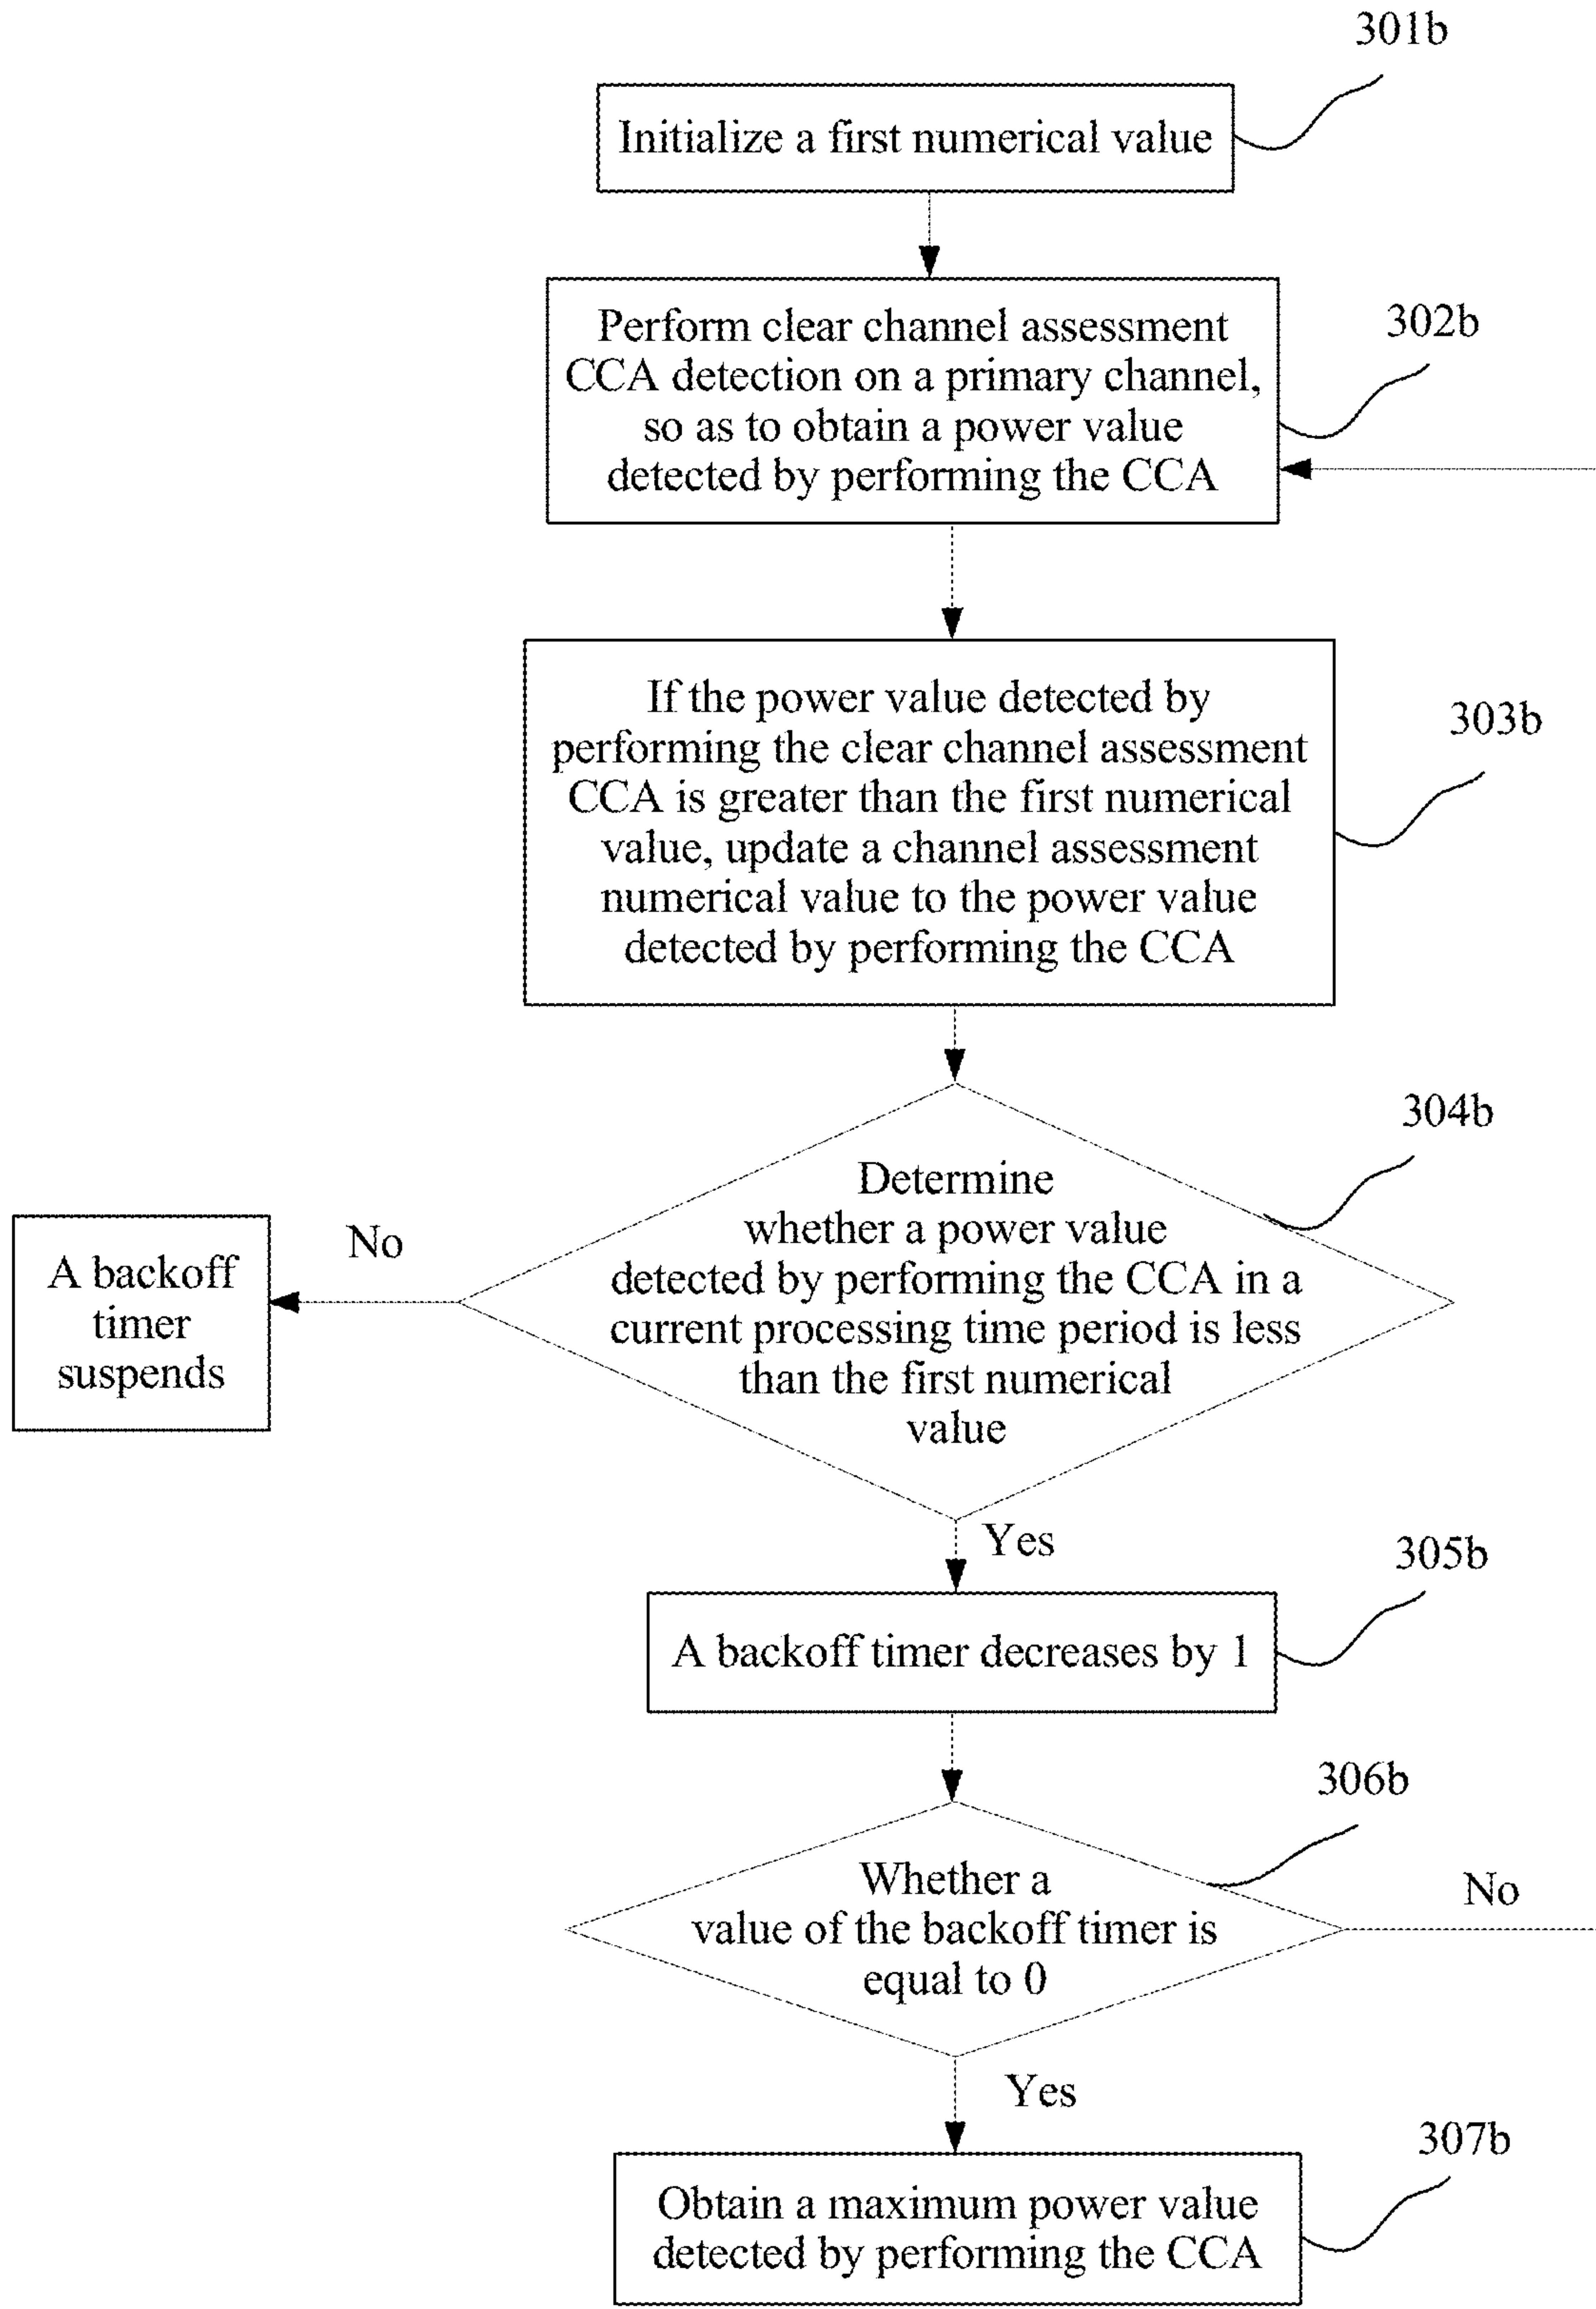 301b
Initialize a first numerical value
302b
Perform clear channel assessment
CCA detection on a primary channel,
so as to obtain a power value
detected by performing the CCA
303b
If the power value detected by
performing the clear channel assessment
CCA is greater than the first numerical
value, update a channel assessment
numerical value to the power value
detected by performing the CCA
304b
Determine
whether a power value
detected by performing the CCA in a
current processing time period is less
than the first numerical
value
No
A backoff
timer
suspends
Yes
305b
A backoff timer decreases by 1
306b
Whether a
value of the backoff timer is
equal to 0
No
Yes
307b
Obtain a maximum power value
detected by performing the CCA